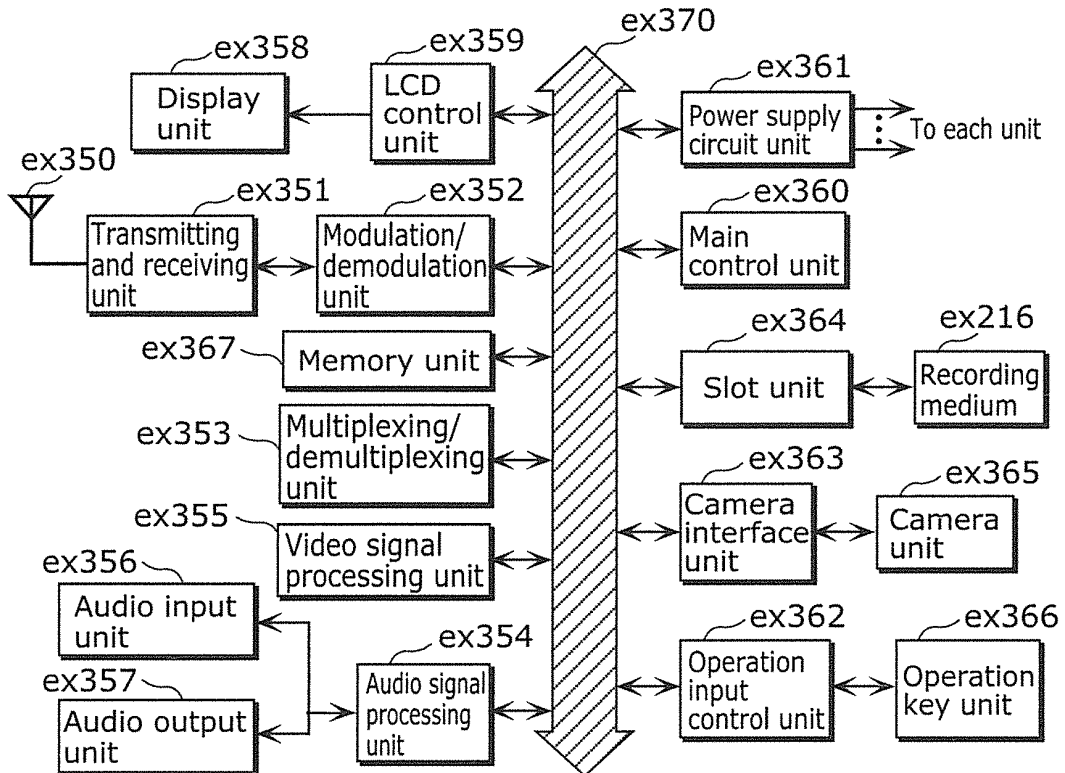 ex370
ex358
ex359
ex361
Display
unit
LCD
control
unit
Power supply
circuit unit
To each unit
ex350
ex351
ex352
ex360
Transmitting
and receiving
unit
Modulation/
demodulation
unit
Main
control unit
ex367
Memory unit
ex364
ex216
Slot unit
Recording
medium
ex353
Multiplexing/
demultiplexing
unit
ex363
ex365
Camera
interface
unit
Camera
unit
ex355
Video signal
processing unit
ex356
Audio input
unit
ex354
ex362
ex366
ex357
Audio output
unit
Audio signal
processing
unit
Operation
input
control unit
Operation
key unit